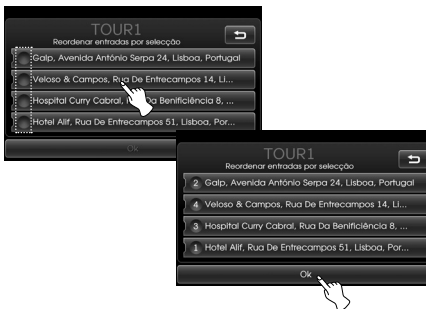 TOUR1
Reordenar entradas por selecção
Galp, Avenida António Serpa 24, Lisboa, Portugal
Veloso & Campos, Rua De Entrecampos 14, Li...
Hospital Curry Cabral, Rua Da Benificiência 8, ...
Hotel Alif, Rua De Entrecampos 51, Lisboa, Por...
Ok
TOUR1
Reordenar entradas por selecção
2 Galp, Avenida António Serpa 24, Lisboa, Portugal
4 Veloso & Campos, Rua De Entrecampos 14, Li...
3 Hospital Curry Cabral, Rua Da Benificiência 8, ...
1 Hotel Alif, Rua De Entrecampos 51, Lisboa, Por...
Ok